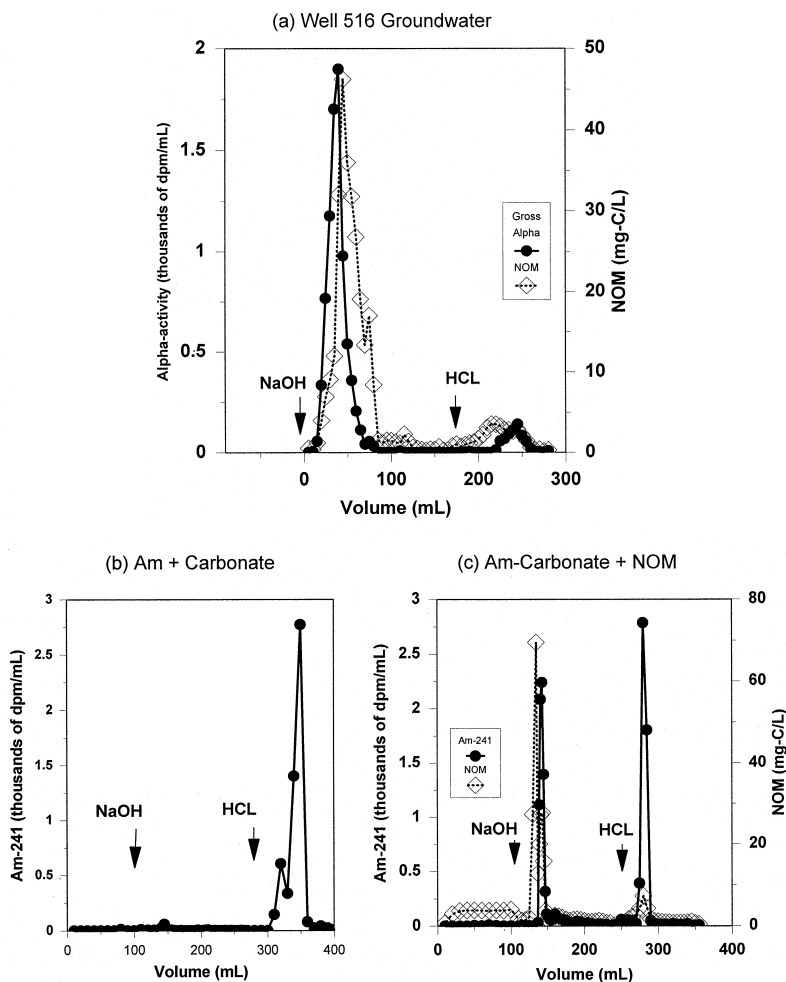 (a) Well 516 Groundwater
2
1.5
1
0.5
0
Alpha-activity (thousands of dpm/mL)
50
40
30
20
10
0
NOM (mg-C/L)
Gross
Alpha
NOM
NaOH
HCL
0
100
200
300
Volume (mL)
(b) Am + Carbonate
3
2.5
2
1.5
1
0.5
0
Am-241 (thousands of dpm/mL)
NaOH
HCL
0
100
200
300
400
Volume (mL)
(c) Am-Carbonate + NOM
3
2.5
2
1.5
1
0.5
0
Am-241 (thousands of dpm/mL)
80
60
40
20
0
NOM (mg-C/L)
Am-241
NOM
NaOH
HCL
0
100
200
300
400
Volume (mL)